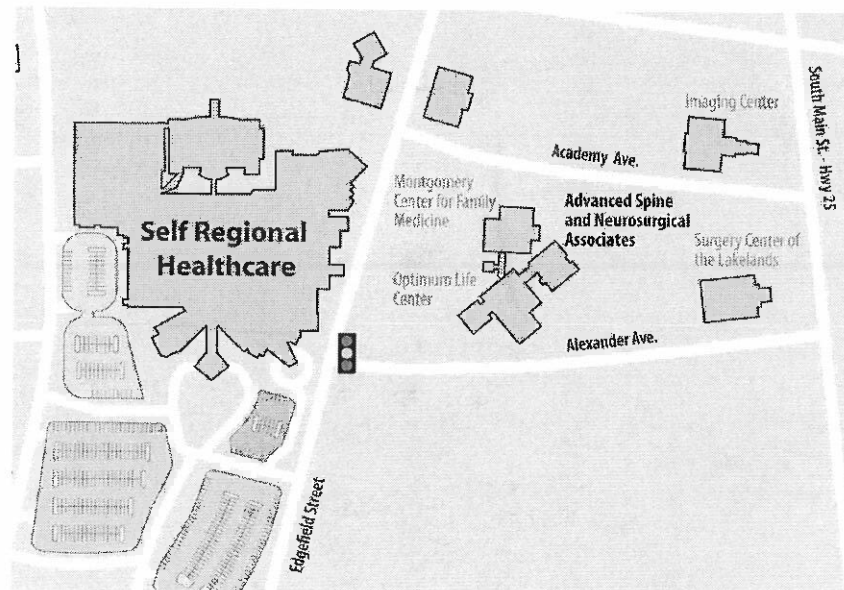 Imaging Center
South Main St. - Hwy 25
Academy Ave.
Montgomery
Center for Family
Medicine
Advanced Spine
and Neurosurgical
Associates
Self Regional
Healthcare
Surgery Center of
the Lakelands
Optimum Life
Center
Alexander Ave.
Edgefield Street